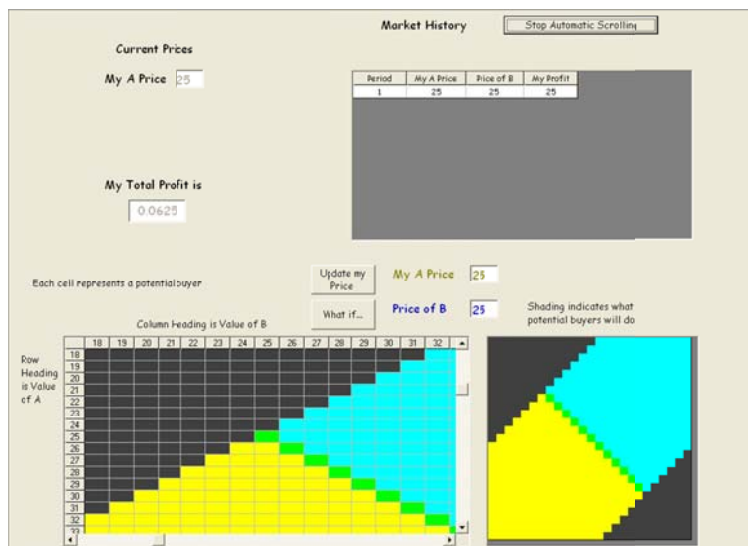 Market History
Stop Automatic Scrolling
Current Prices
My A Price 25
Period My A Price Price of B My Profit
1 25 25 25
My Total Profit is
0.0625
Each cell represents a potential buyer
Update my Price
My A Price 25
What if...
Price of B 25
Shading indicates what
potential buyers will do
Column Heading is Value of B
Row
Heading
is Value
of A
18 19 20 21 22 23 24 25 26 27 28 29 30 31 32
18
19
20
21
22
23
24
25
26
27
28
29
30
31
32
33